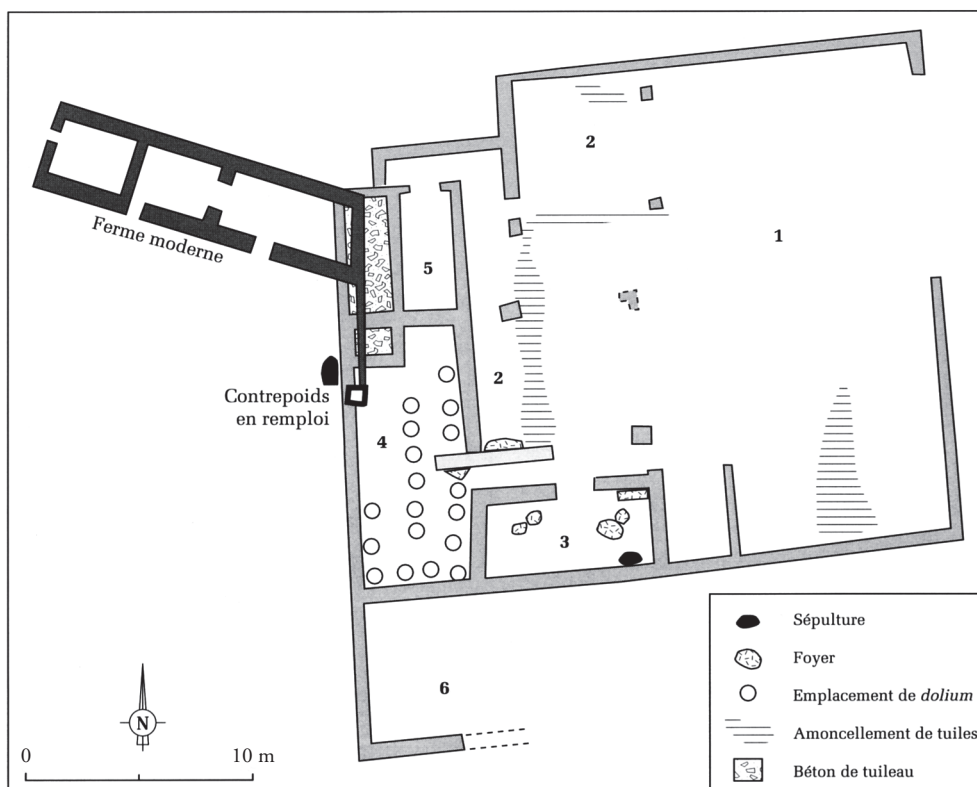 2
1
Ferme moderne
5
2
Contrepoids
en remploi
4
3
6
N
0 10 m
Sépulture
Foyer
Emplacement de dolium
Amoncellement de tuiles
Béton de tuileau